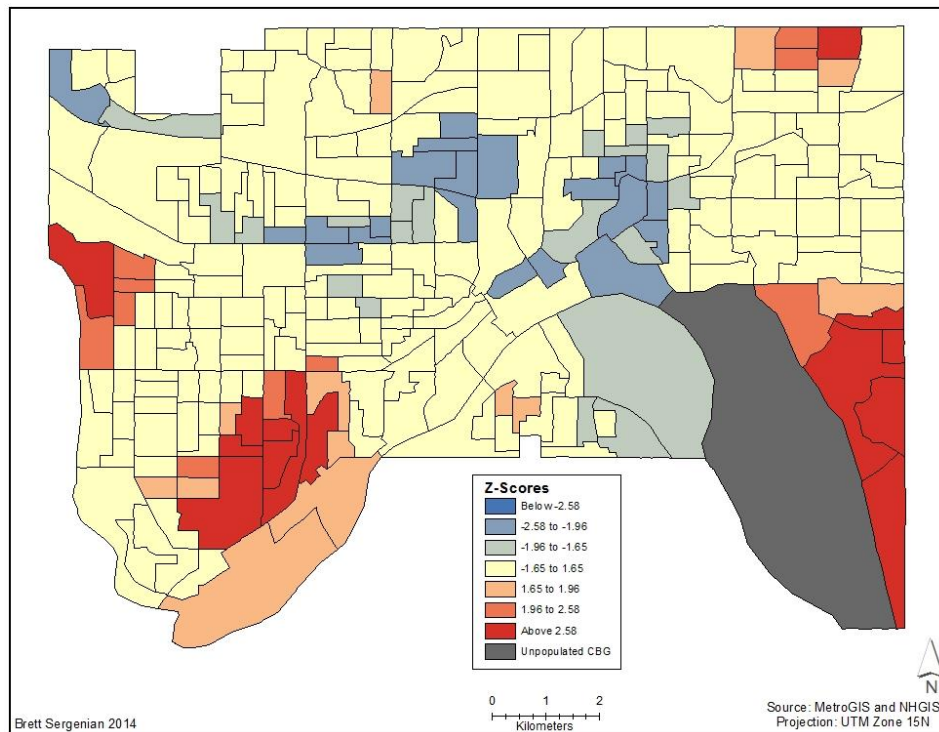 Z-Scores
Below -2.58
-2.58 to -1.96
-1.96 to -1.65
-1.65 to 1.65
1.65 to 1.96
1.96 to 2.58
Above 2.58
Unpopulated CBG
N
0 0.5 1 2
Kilometers
Brett Sergenian 2014
Source: MetroGIS and NHGIS
Projection: UTM Zone 15N